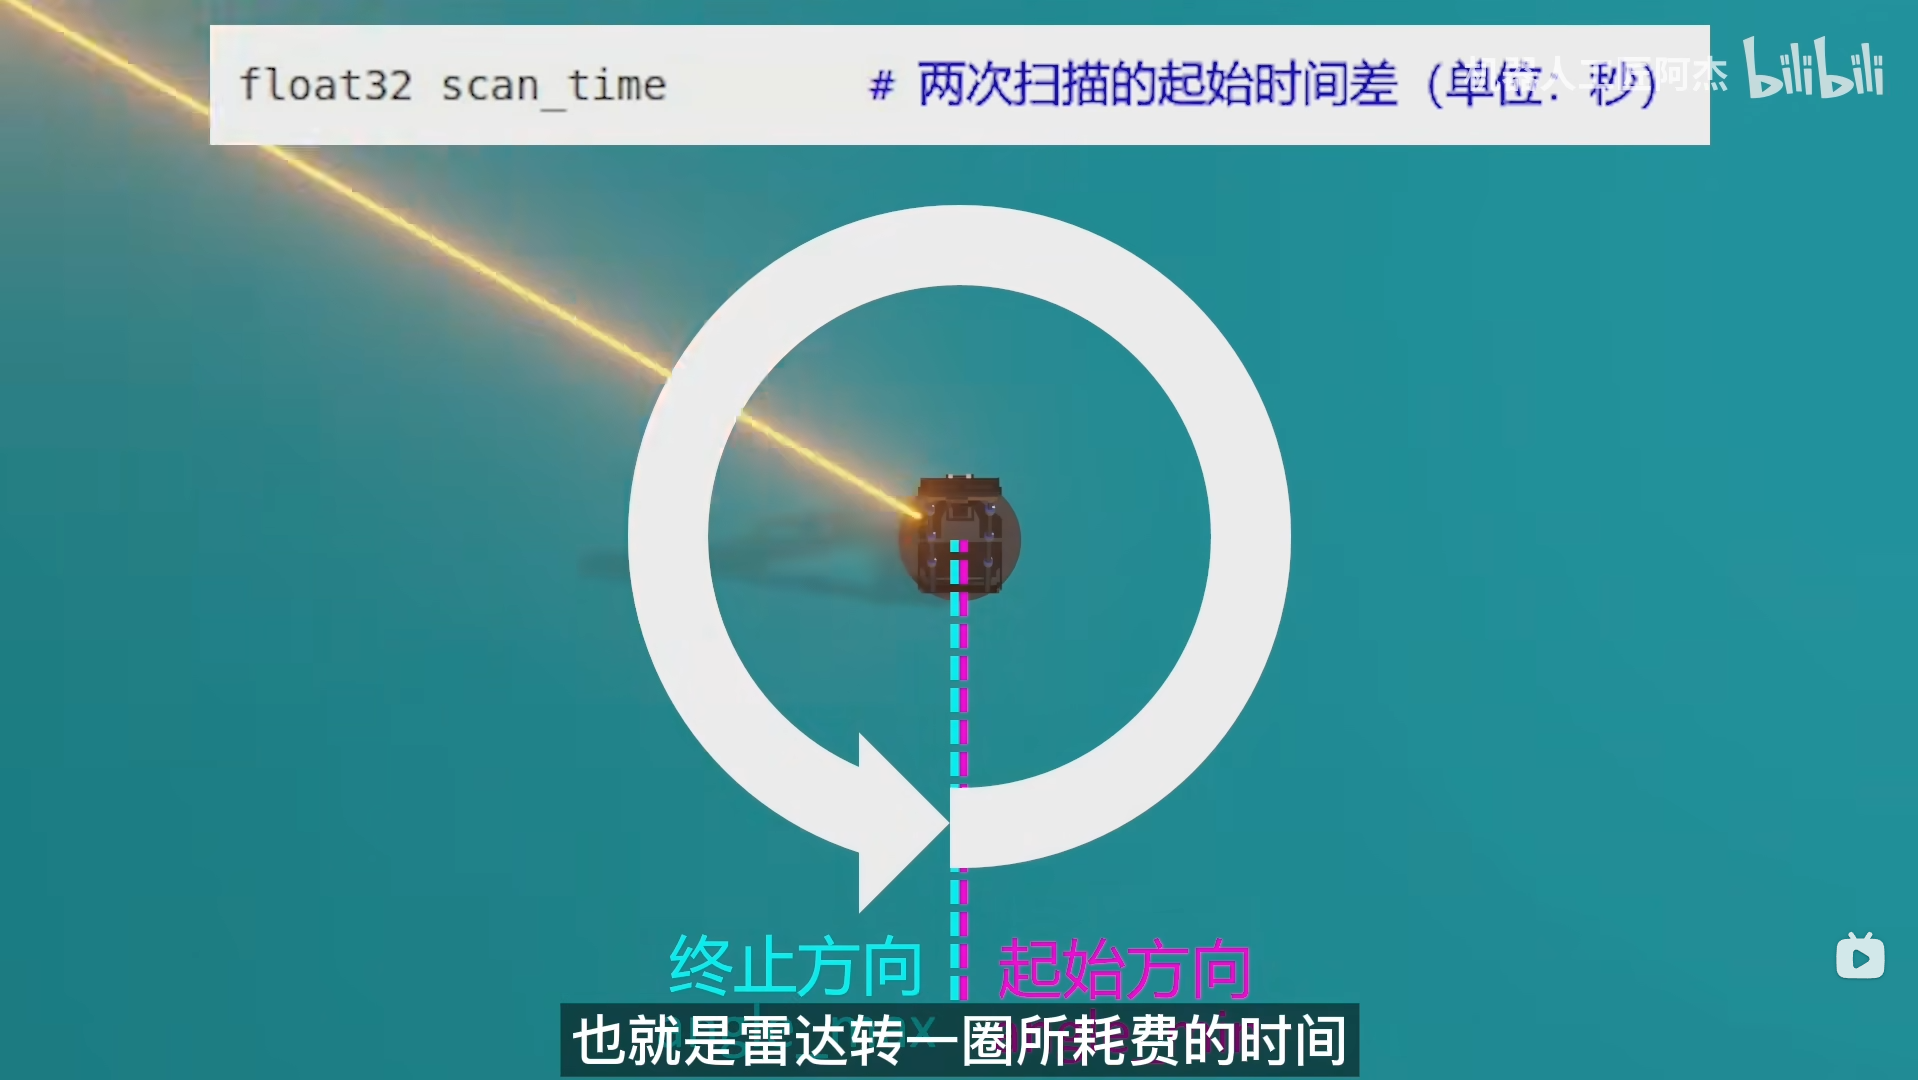 float32 scan_time # 两次扫描的起始时间差 (单位: 秒)
机器人工匠阿杰 bilibili
终止方向 起始方向
angle_max angle_min
也就是雷达转一圈所耗费的时间